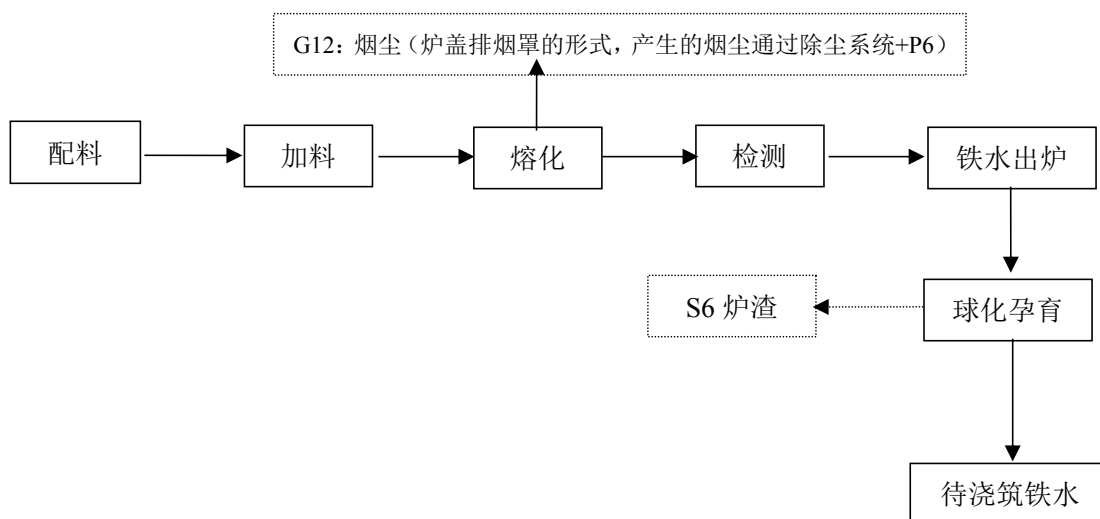 G12：烟尘（炉盖排烟罩的形式，产生的烟尘通过除尘系统+P6）
配料
加料
熔化
检测
铁水出炉
S6 炉渣
球化孕育
待浇筑铁水